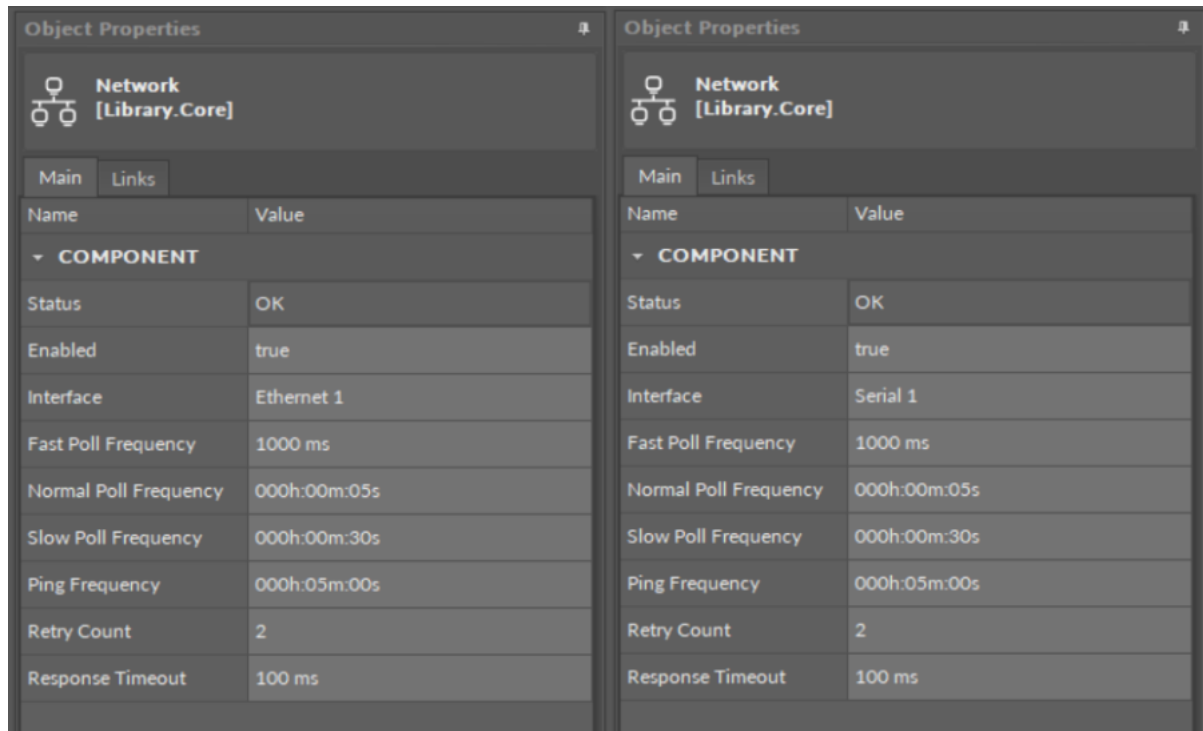 Object Properties
Network
[Library.Core]
Main Links
Name Value
COMPONENT
Status OK
Enabled true
Interface Ethernet 1
Fast Poll Frequency 1000 ms
Normal Poll Frequency 000h:00m:05s
Slow Poll Frequency 000h:00m:30s
Ping Frequency 000h:05m:00s
Retry Count 2
Response Timeout 100 ms
Object Properties
Network
[Library.Core]
Main Links
Name Value
COMPONENT
Status OK
Enabled true
Interface Serial 1
Fast Poll Frequency 1000 ms
Normal Poll Frequency 000h:00m:05s
Slow Poll Frequency 000h:00m:30s
Ping Frequency 000h:05m:00s
Retry Count 2
Response Timeout 100 ms